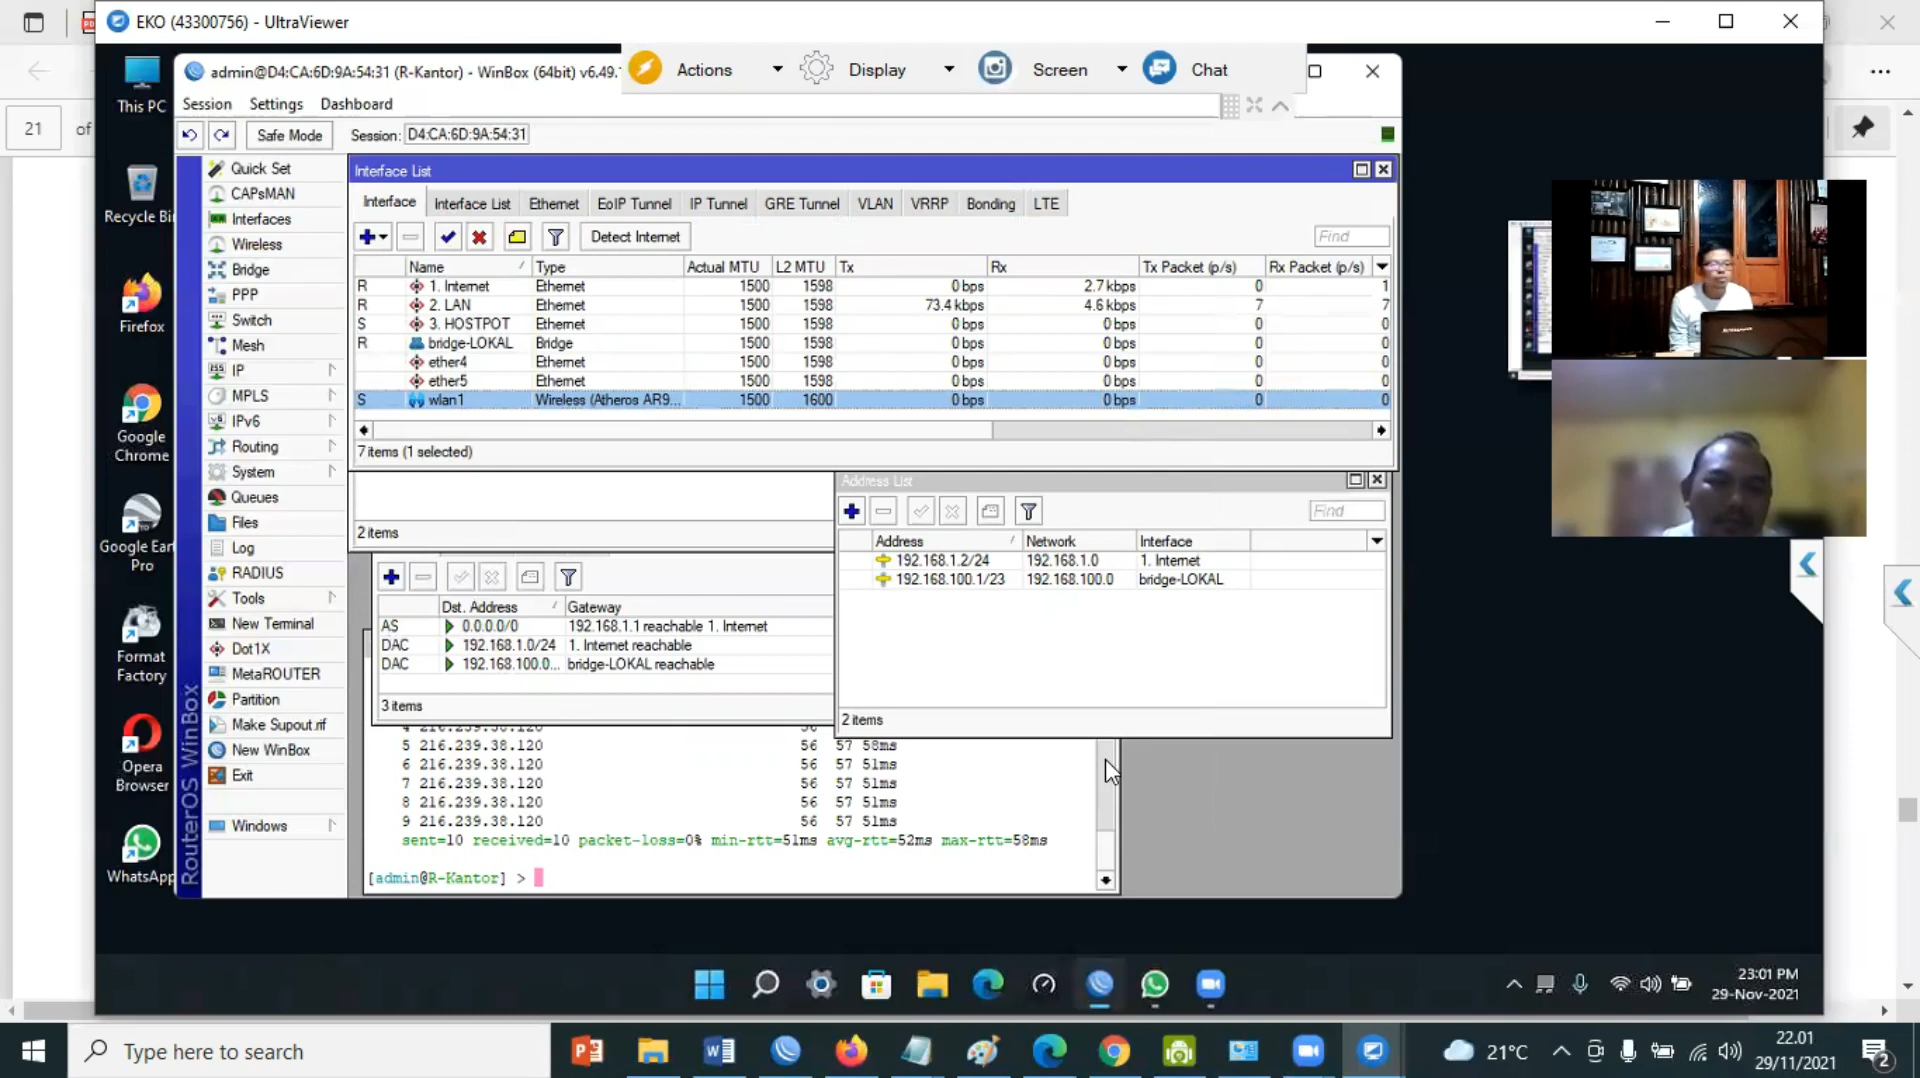 EKO (43300756) - UltraViewer
Actions
Display
Screen
Chat
admin@D4:CA:6D:9A:54:31 (R-Kantor) - WinBox (64bit) v6.49.
Session Settings Dashboard
Safe Mode Session: D4:CA:6D:9A:54:31
21 of
This PC
Recycle Bi
Firefox
Google
Chrome
Google Eart
Pro
Format
Factory
Opera
Browser
WhatsApp
RouterOS WinBox
Quick Set
CAPsMAN
Interfaces
Wireless
Bridge
PPP
Switch
Mesh
IP
MPLS
IPv6
Routing
System
Queues
Files
Log
RADIUS
Tools
New Terminal
Dot1X
MetaROUTER
Partition
Make Supout.rif
New WinBox
Exit
Windows
Interface List
Interface Interface List Ethernet EoIP Tunnel IP Tunnel GRE Tunnel VLAN VRRP Bonding LTE
Detect Internet
Find
Name Type Actual MTU L2 MTU Tx Rx Tx Packet (p/s) Rx Packet (p/s)
R 1. Internet Ethernet 1500 1598 0 bps 2.7 kbps 0 1
R 2. LAN Ethernet 1500 1598 73.4 kbps 4.6 kbps 7 7
S 3. HOSTPOT Ethernet 1500 1598 0 bps 0 bps 0 0
R bridge-LOKAL Bridge 1500 1598 0 bps 0 bps 0 0
ether4 Ethernet 1500 1598 0 bps 0 bps 0 0
ether5 Ethernet 1500 1598 0 bps 0 bps 0 0
S wlan1 Wireless (Atheros AR9... 1500 1600 0 bps 0 bps 0 0
7 items (1 selected)
2 items
Address List
Find
Address Network Interface
192.168.1.2/24 192.168.1.0 1. Internet
192.168.100.1/23 192.168.100.0 bridge-LOKAL
2 items
Dst. Address Gateway
AS 0.0.0.0/0 192.168.1.1 reachable 1. Internet
DAC 192.168.1.0/24 1. Internet reachable
DAC 192.168.100.0... bridge-LOKAL reachable
3 items
4 216.239.38.120 56
5 216.239.38.120 56 57 58ms
6 216.239.38.120 56 57 51ms
7 216.239.38.120 56 57 51ms
8 216.239.38.120 56 57 51ms
9 216.239.38.120 56 57 51ms
sent=10 received=10 packet-loss=0% min-rtt=51ms avg-rtt=52ms max-rtt=58ms
[admin@R-Kantor] >
23:01 PM
29-Nov-2021
Type here to search
21°C
22.01
29/11/2021
2